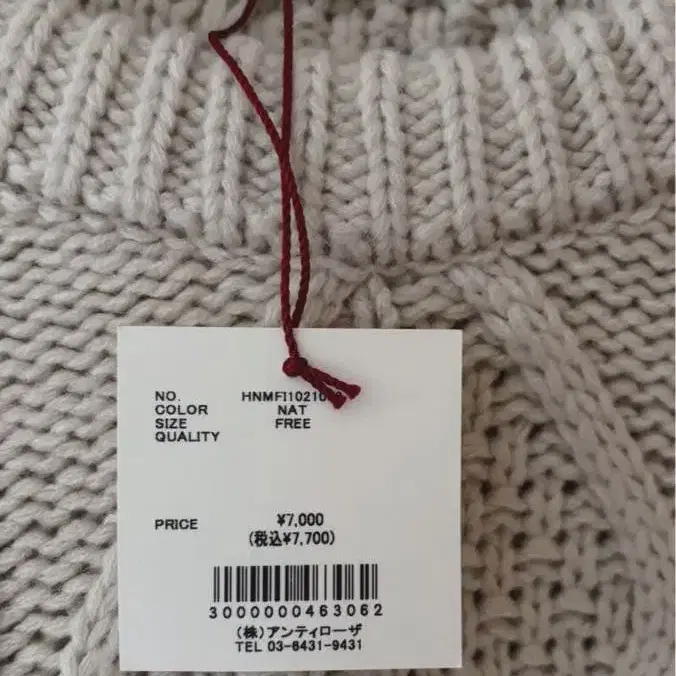 NO.
COLOR NAT
SIZE FREE
QUALITY
PRICE ¥7,000
(税込¥7,700)
3000000463062
(株)アンティローザ
TEL 03-6431-9431